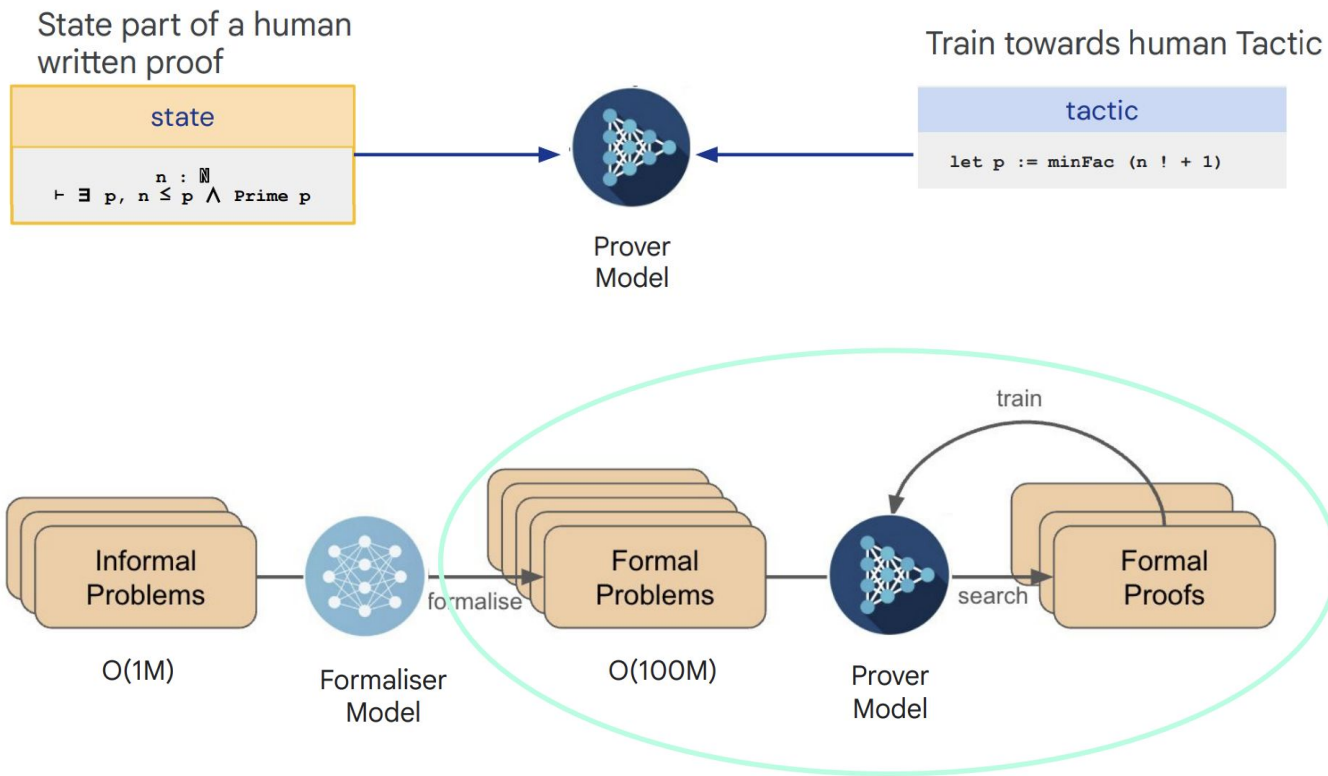 State part of a human
written proof
Train towards human Tactic
state
n : ℕ
⊢ ∃ p, n ≤ p ∧ Prime p
tactic
let p := minFac (n ! + 1)
Prover
Model
train
Informal
Problems
formalise
Formal
Problems
search
Formal
Proofs
O(1M)
Formaliser
Model
O(100M)
Prover
Model